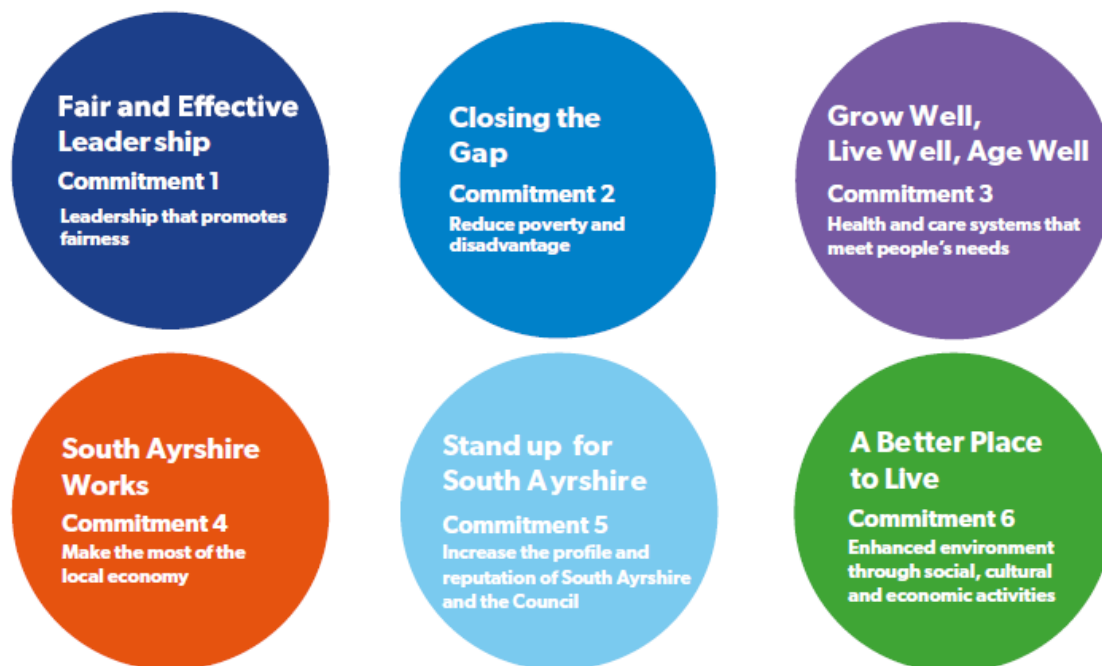 Fair and Effective
Leadership
Commitment 1
Leadership that promotes
fairness
Closing the
Gap
Commitment 2
Reduce poverty and
disadvantage
Grow Well,
Live Well, Age Well
Commitment 3
Health and care systems that
meet people's needs
South Ayrshire
Works
Commitment 4
Make the most of the
local economy
Stand up for
South Ayrshire
Commitment 5
Increase the profile and
reputation of South Ayrshire
and the Council
A Better Place
to Live
Commitment 6
Enhanced environment
through social, cultural
and economic activities